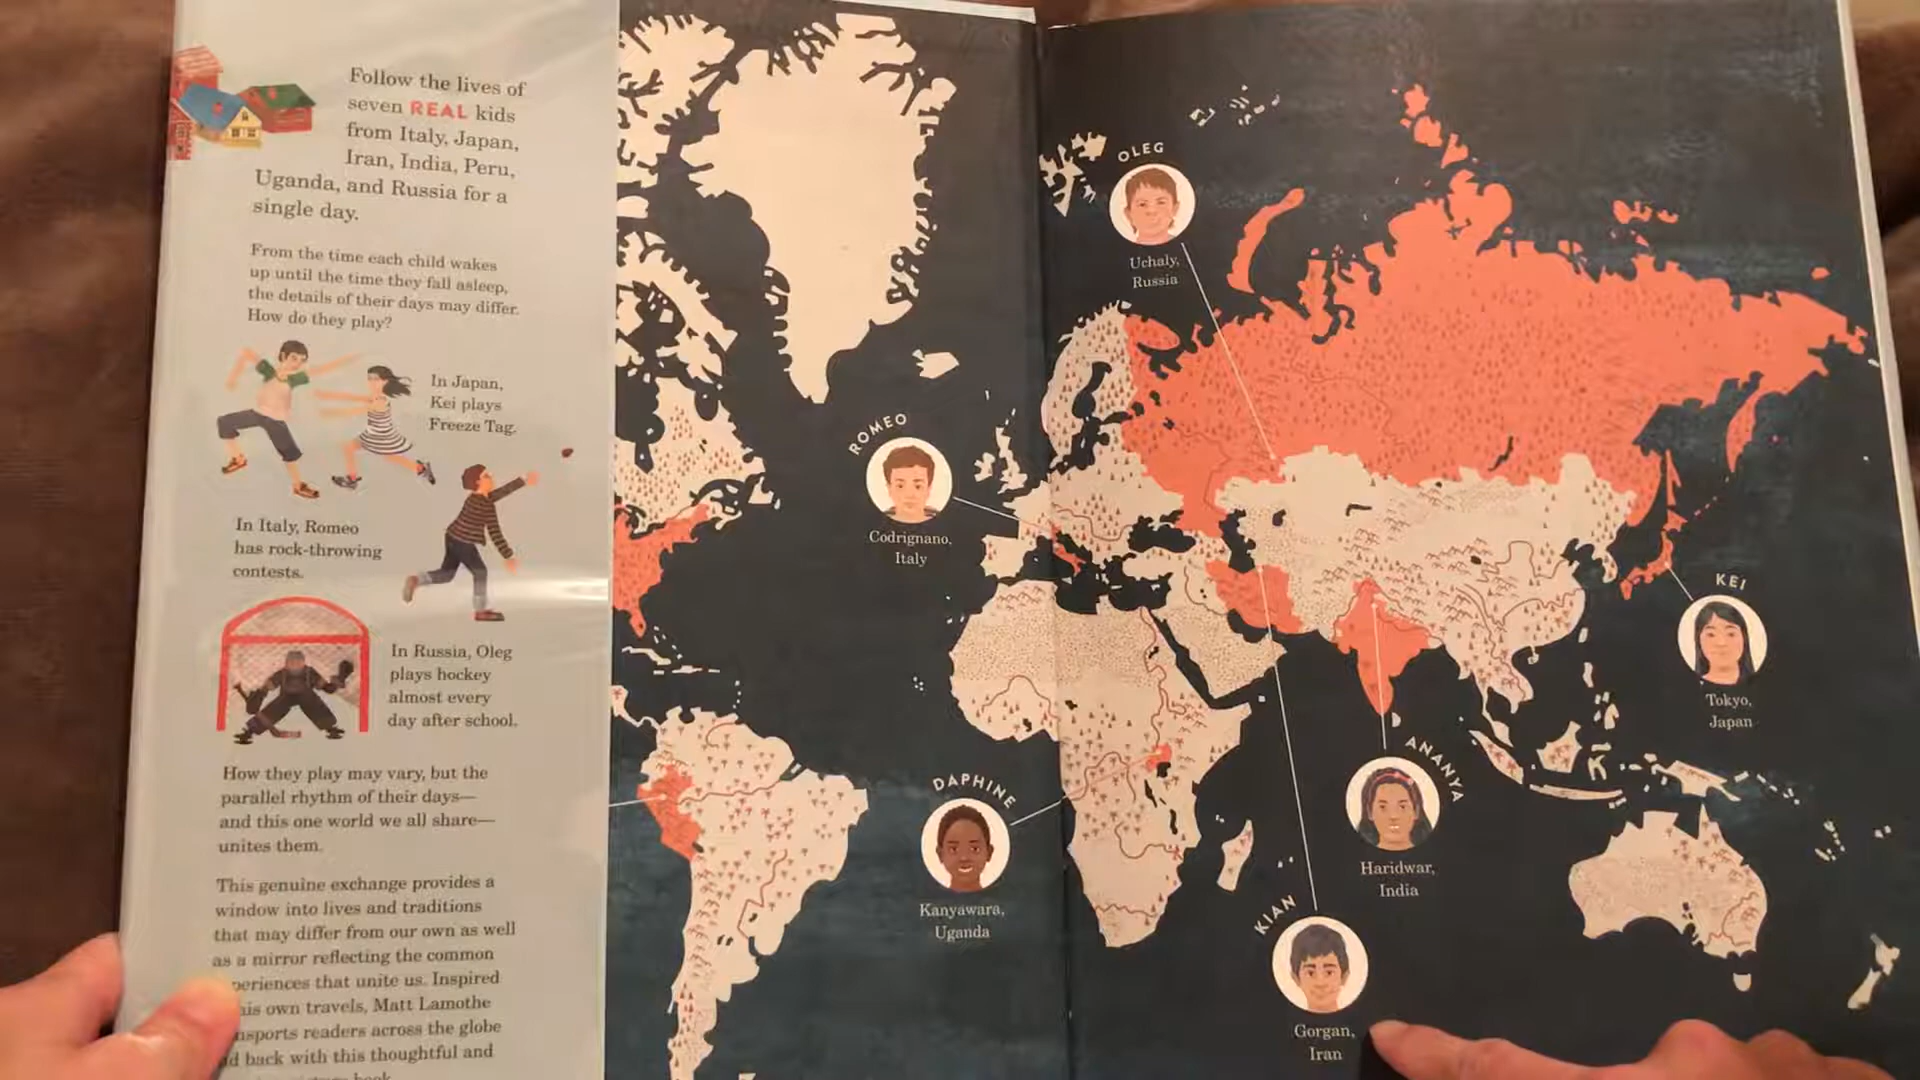 Follow the lives of
seven REAL kids
from Italy, Japan,
Iran, India, Peru,
Uganda, and Russia for a
single day.
From the time each child wakes
up until the time they fall asleep,
the details of their days may differ.
How do they play?
In Japan,
Kei plays
Freeze Tag.
In Italy, Romeo
has rock-throwing
contests.
In Russia, Oleg
plays hockey
almost every
day after school.
How they play may vary, but the
parallel rhythm of their days—
and this one world we all share—
unites them.
This genuine exchange provides a
window into lives and traditions
that may differ from our own as well
as a mirror reflecting the common
periences that unite us. Inspired
his own travels, Matt Lamothe
nsports readers across the globe
d back with this thoughtful and
book.
OLEG
Uchaly,
Russia
ROMEO
Codrignano,
Italy
KEI
Tokyo,
Japan
DAPHINE
Kanyawara,
Uganda
ANANYA
Haridwar,
India
KIAN
Gorgan,
Iran